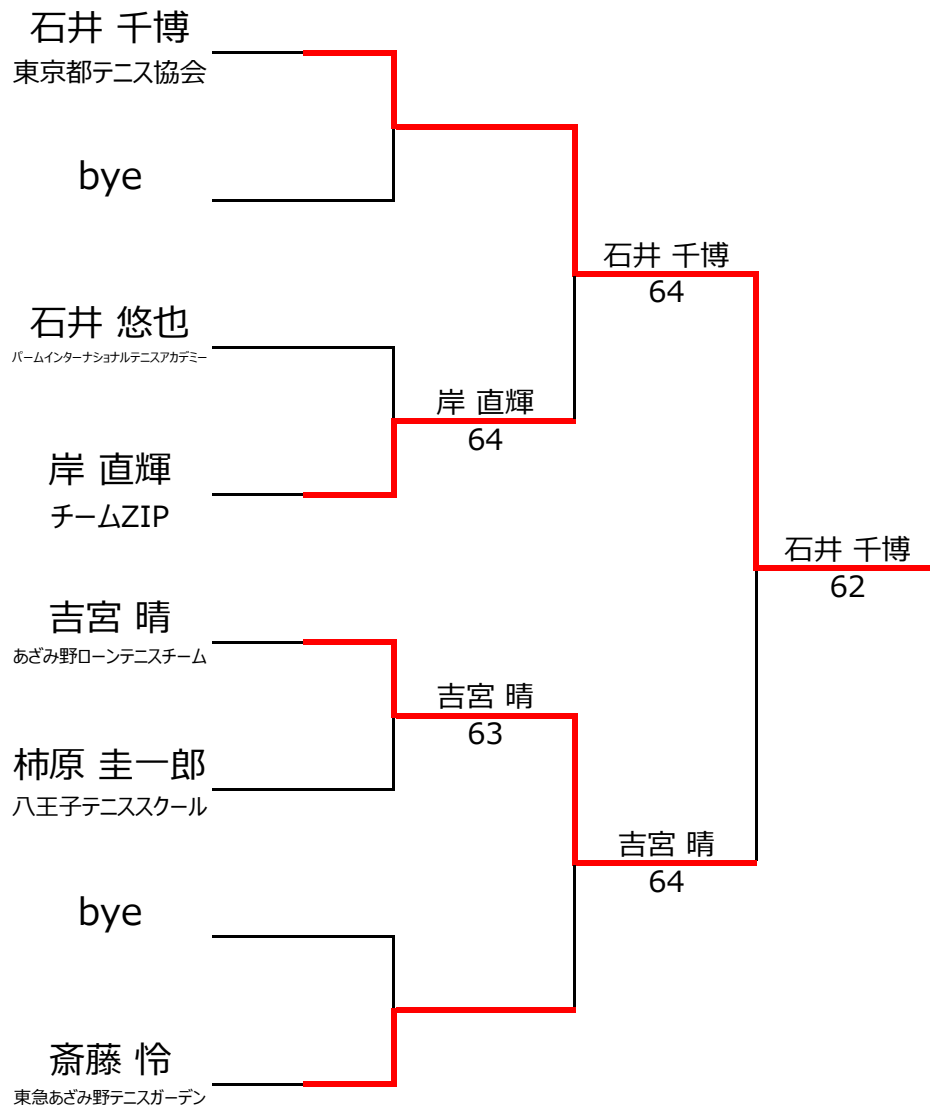 石井 千博
東京都テニス協会
bye
石井 千博
64
石井 悠也
パームインターナショナルテニスアカデミー
岸 直輝
64
岸 直輝
チームZIP
石井 千博
62
吉宮 晴
あざみ野ローンテニスチーム
吉宮 晴
63
柿原 圭一郎
八王子テニススクール
吉宮 晴
64
bye
斎藤 怜
東急あざみ野テニスガーデン